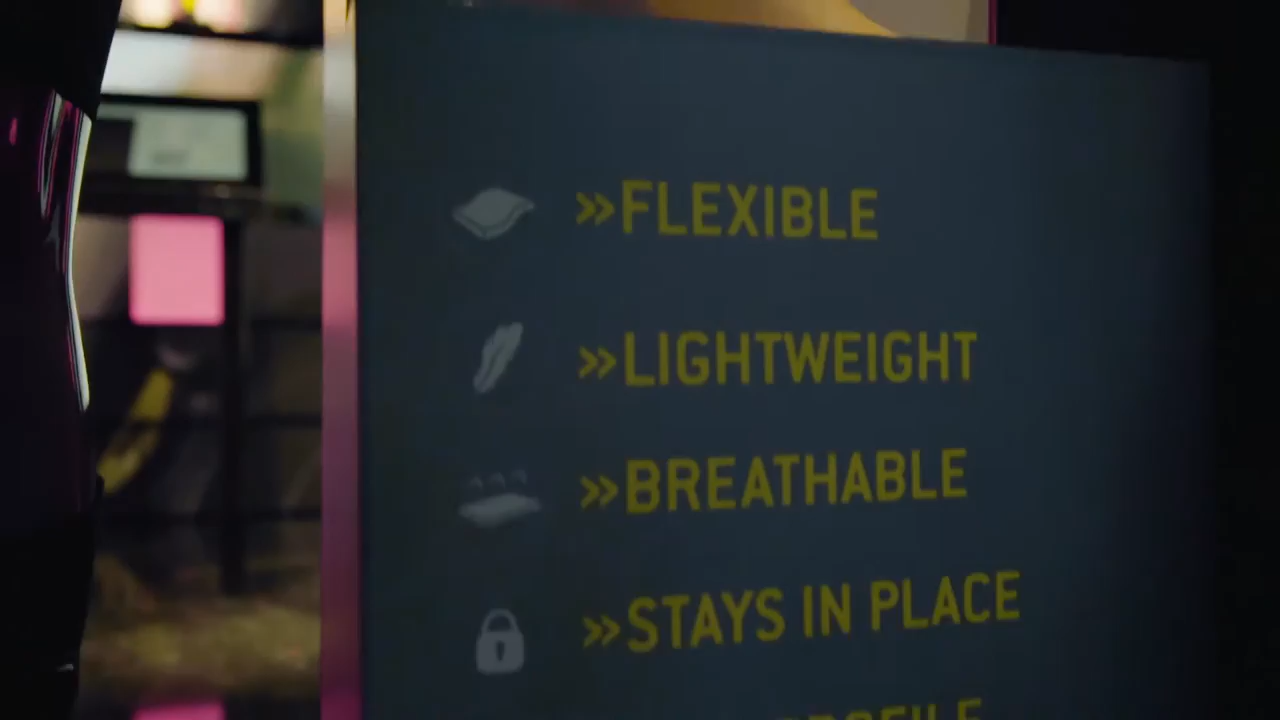 »FLEXIBLE
»LIGHTWEIGHT
»BREATHABLE
»STAYS IN PLACE